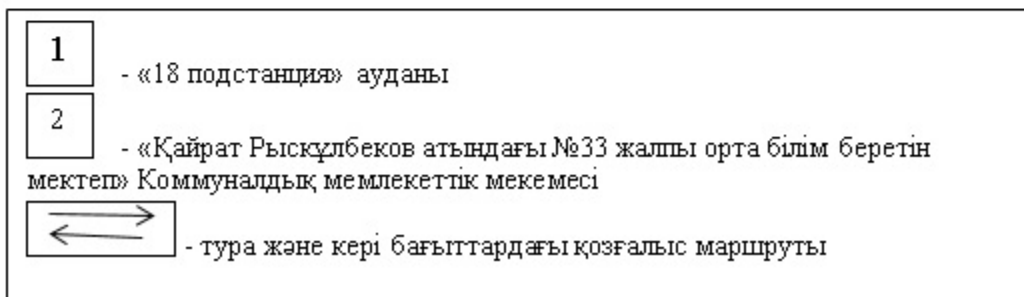 1
- «18 подстанция» ауданы
2
- «Қайрат Рысқұлбеков атындағы №33 жалпы орта білім беретін
мектеп» Коммуналдық мемлекеттік мекемесі
- тура және кері бағыттардағы қозғалыс маршруты